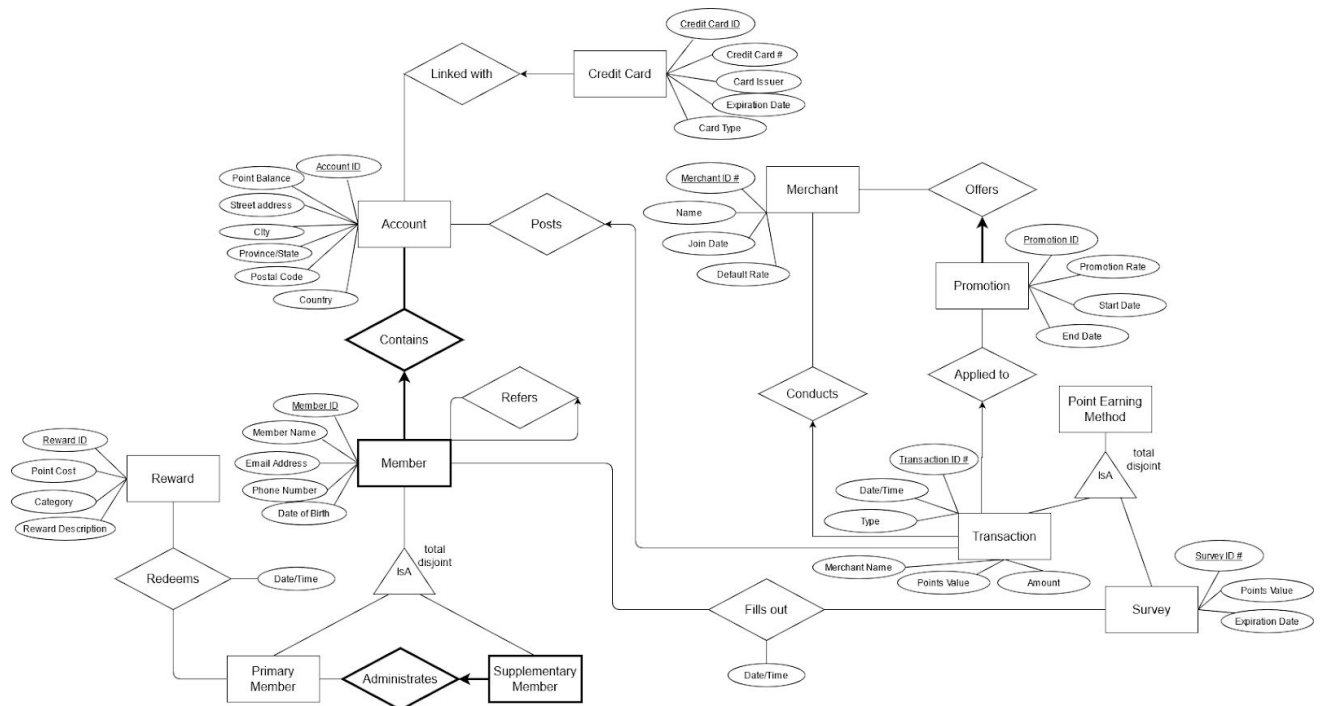 Credit Card ID
Credit Card #
Linked with
Credit Card
Card Issuer
Expiration Date
Card Type
Account ID
Point Balance
Street address
CIty
Province/State
Postal Code
Country
Account
Posts
Merchant ID #
Name
Join Date
Default Rate
Merchant
Offers
Promotion ID
Promotion Rate
Start Date
End Date
Promotion
Contains
Refers
Applied to
Conducts
Point Earning
Method
Member ID
Member Name
Email Address
Phone Number
Date of Birth
Member
Reward ID
Point Cost
Category
Reward Description
Reward
total
disjoint
IsA
Transaction ID #
Date/Time
Type
Transaction
Merchant Name
Points Value
Amount
total
disjoint
IsA
Survey ID #
Points Value
Expiration Date
Survey
Redeems
Date/Time
Fills out
Date/Time
Primary
Member
Administrates
Supplementary
Member